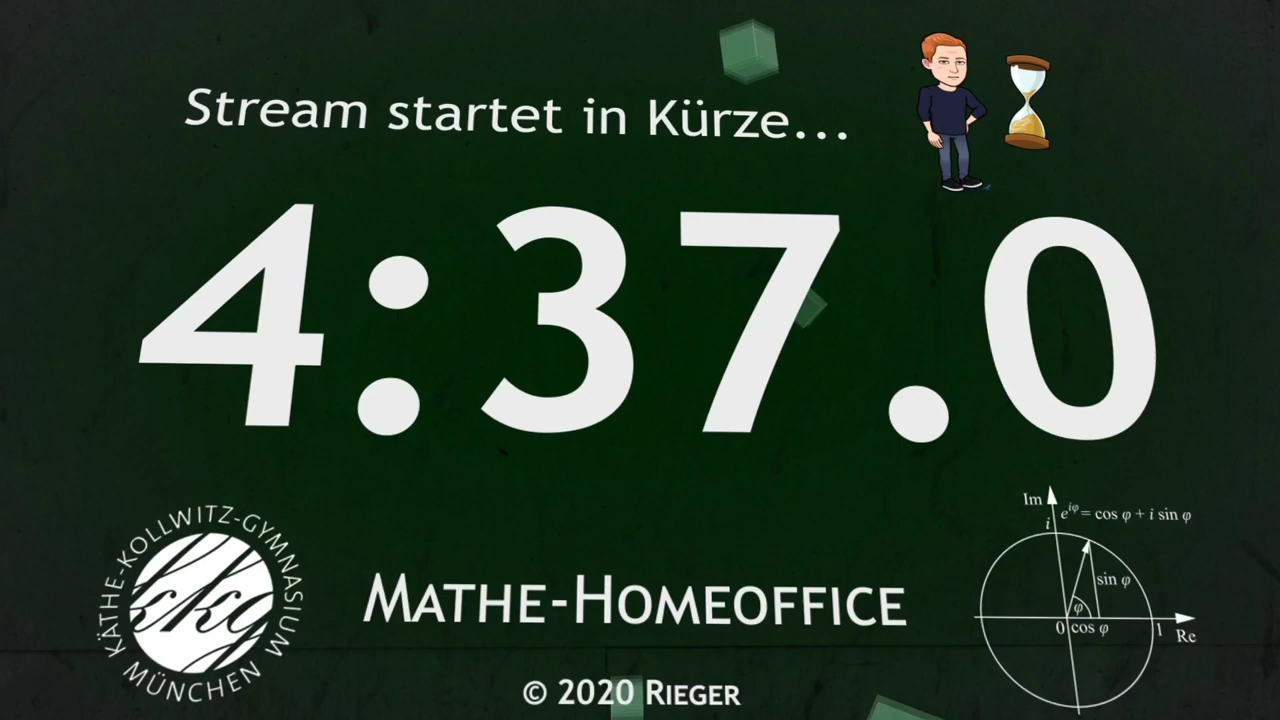 Stream startet in Kürze...
4:37.0
KÄTHE-KOLLWITZ-GYMNASIUM
MÜNCHEN
kkg
MATHE-HOMEOFFICE
© 2020 RIEGER
Im
i
e^{iφ} = cos φ + i sin φ
sin φ
φ
0 cos φ 1
Re